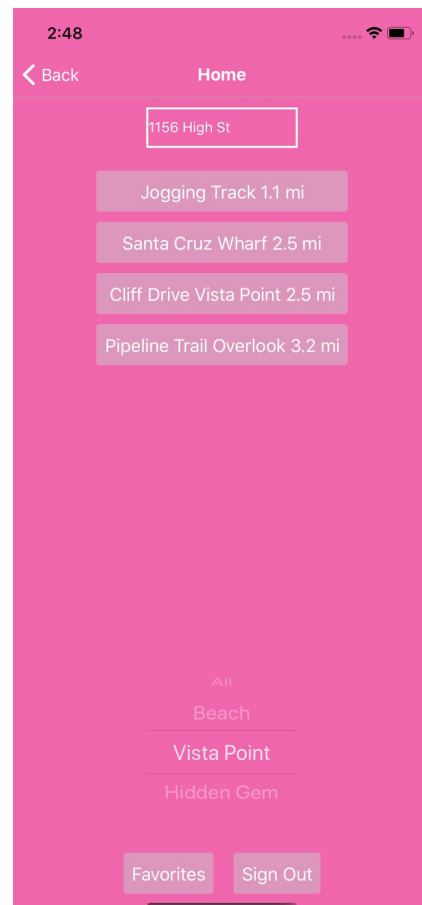 2:48
Back
Home
1156 High St
Jogging Track 1.1 mi
Santa Cruz Wharf 2.5 mi
Cliff Drive Vista Point 2.5 mi
Pipeline Trail Overlook 3.2 mi
All
Beach
Vista Point
Hidden Gem
Favorites
Sign Out